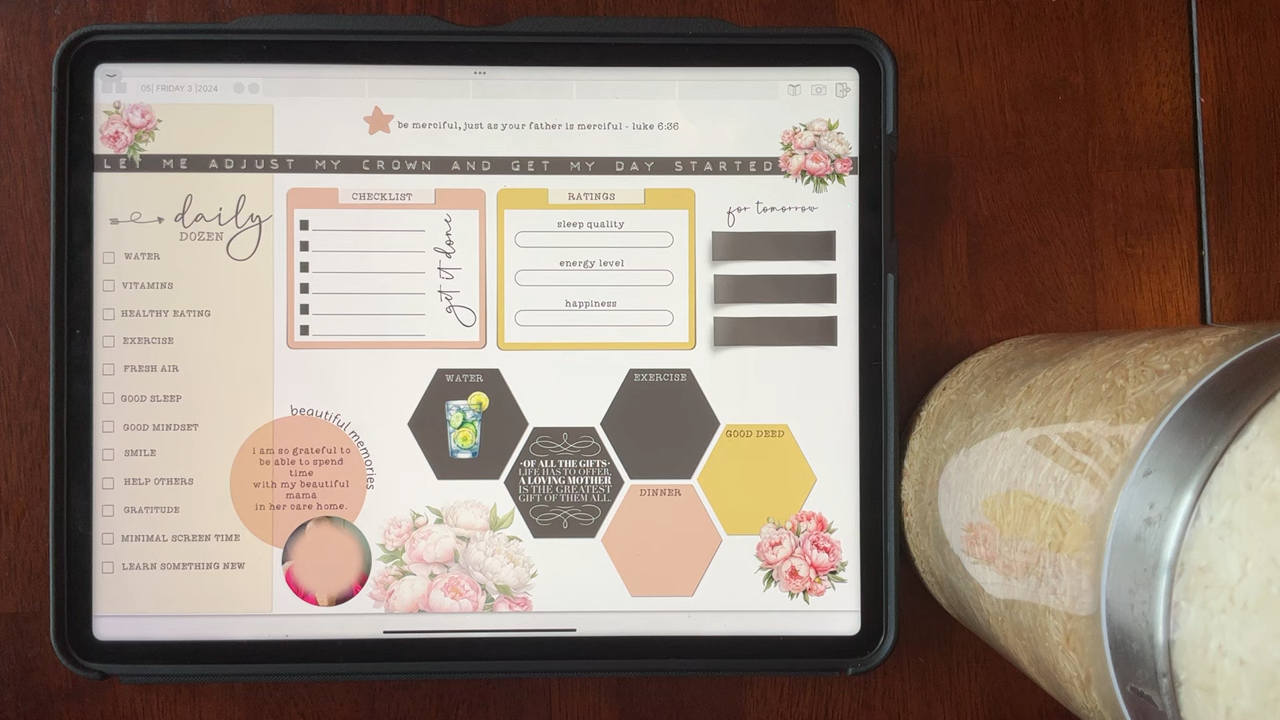 05| FRIDAY 3 |2024
be merciful, just as your father is merciful - luke 6:36
LET ME ADJUST MY CROWN AND GET MY DAY STARTED
daily
DOZEN
WATER
VITAMINS
HEALTHY EATING
EXERCISE
FRESH AIR
GOOD SLEEP
GOOD MINDSET
SMILE
HELP OTHERS
GRATITUDE
MINIMAL SCREEN TIME
LEARN SOMETHING NEW
CHECKLIST
get it done
RATINGS
sleep quality
energy level
happiness
for tomorrow
beautiful memories
i am so grateful to
be able to spend
time
with my beautiful
mama
in her care home.
WATER
·OF ALL THE GIFTS·
LIFE HAS TO OFFER,
A LOVING MOTHER
IS THE GREATEST
GIFT OF THEM ALL.
EXERCISE
DINNER
GOOD DEED